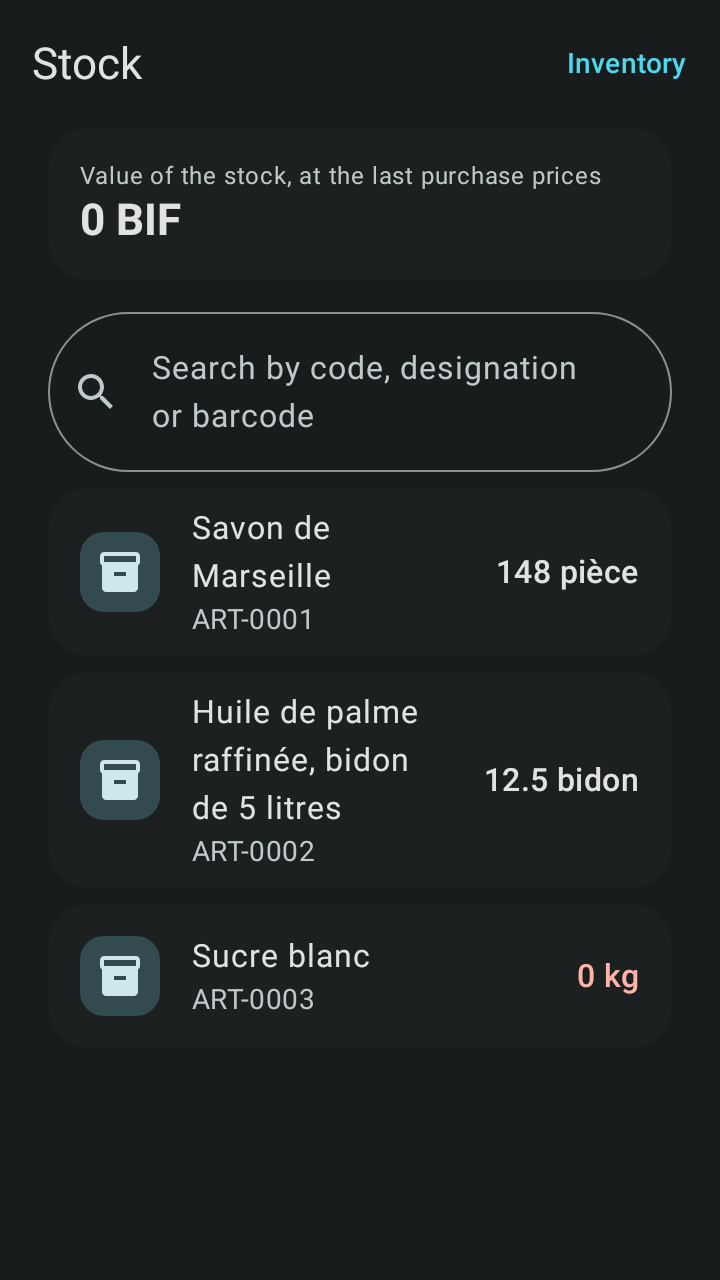 Stock
Inventory
Value of the stock, at the last purchase prices
0 BIF
Search by code, designation
or barcode
Savon de
Marseille
ART-0001
148 pièce
Huile de palme
raffinée, bidon
de 5 litres
ART-0002
12.5 bidon
Sucre blanc
ART-0003
0 kg